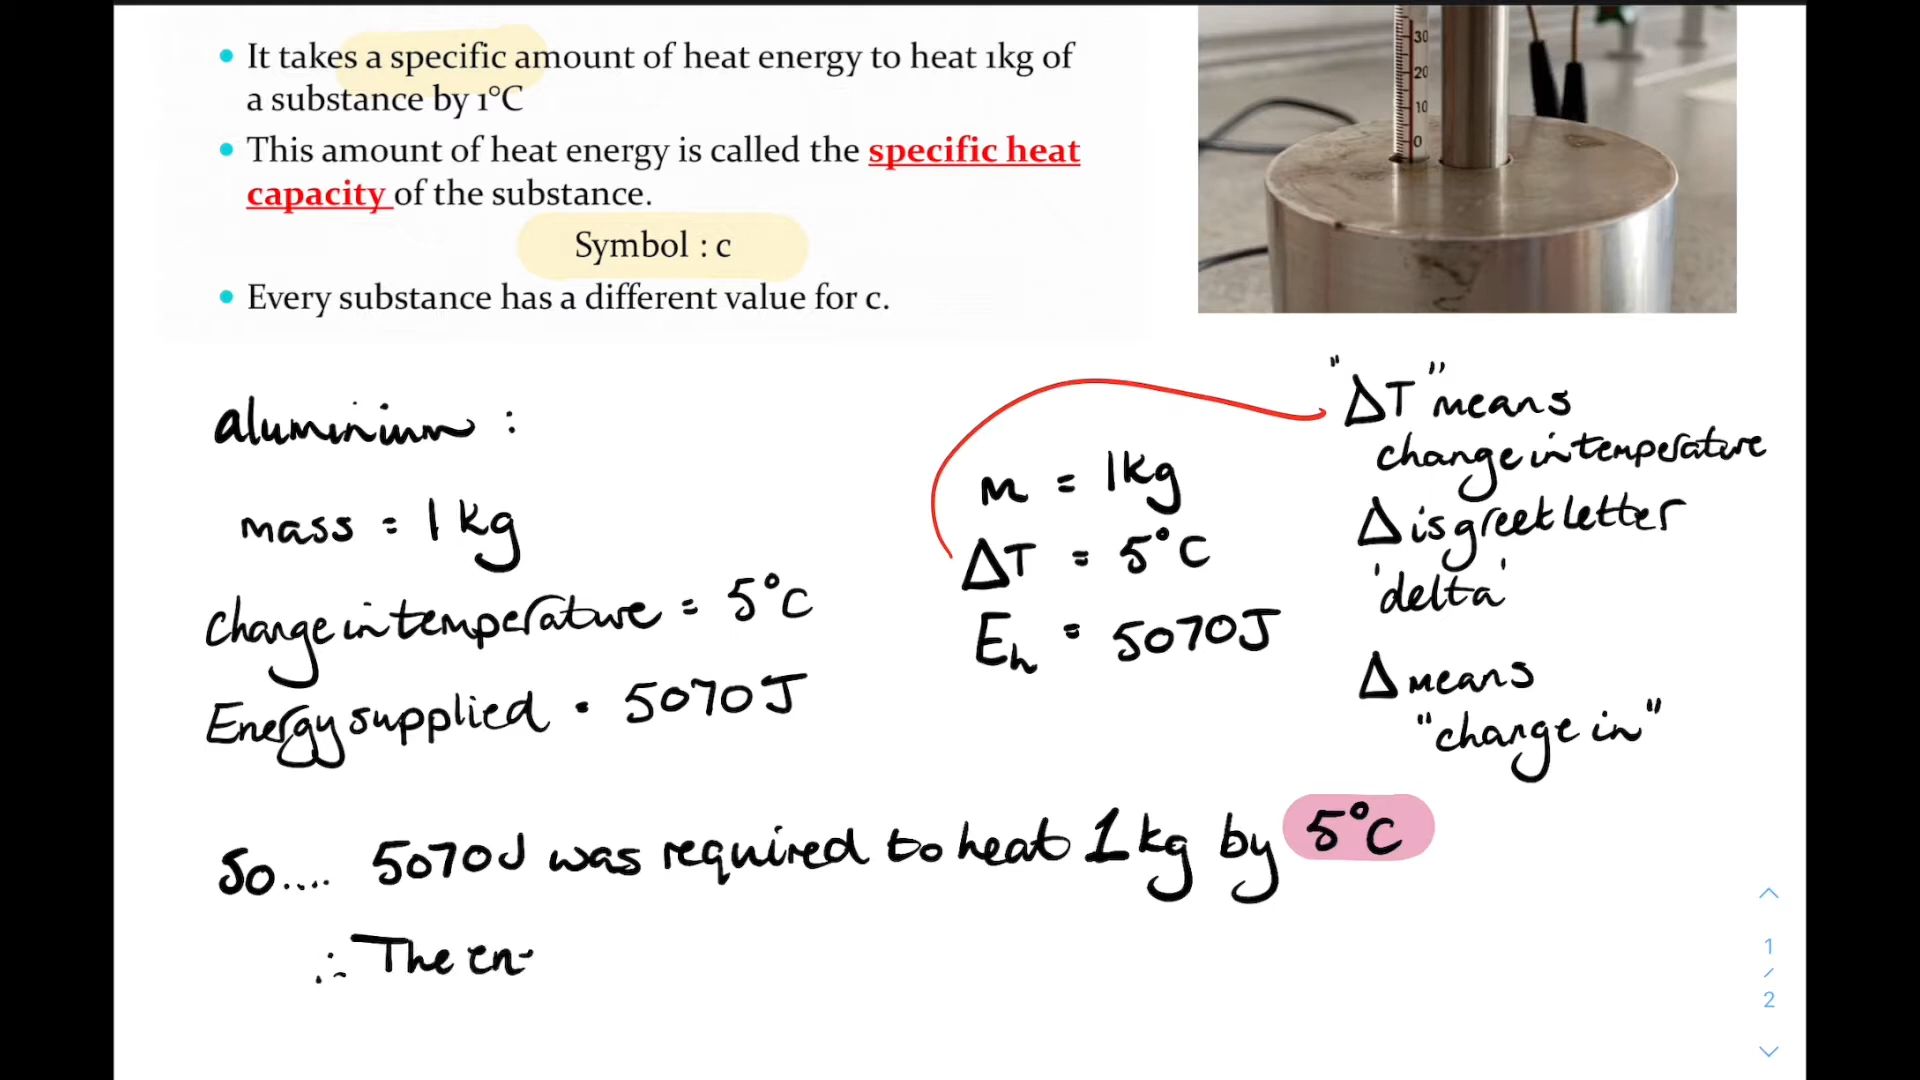 • It takes a specific amount of heat energy to heat 1kg of
a substance by 1°C
• This amount of heat energy is called the specific heat
capacity of the substance.
Symbol : c
• Every substance has a different value for c.
30
20
10
0
aluminium :
mass = 1 kg
Change in temperature = 5°C
Energy supplied = 5070 J
m = 1kg
ΔT = 5°C
Eh = 5070J
"ΔT" means
change in temperature
Δ is greek letter
'delta'
Δ means
"change in"
So.... 5070J was required to heat 1kg by 5°C
∴ The en
1
/
2